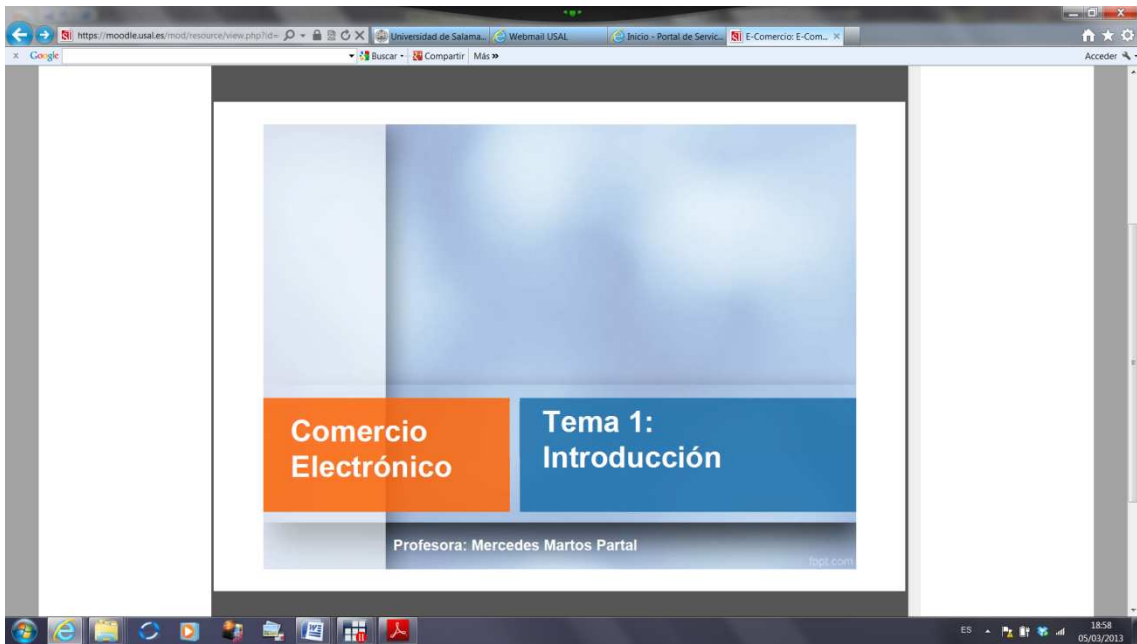 https://moodle.usal.es/mod/resource/view.php?id=
Universidad de Salama...
Webmail USAL
Inicio - Portal de Servic...
E-Comercio: E-Com...
x Google
Buscar
Compartir
Más »
Acceder
Comercio
Electrónico
Tema 1:
Introducción
Profesora: Mercedes Martos Partal
fppt.com
ES
18:58
05/03/2013